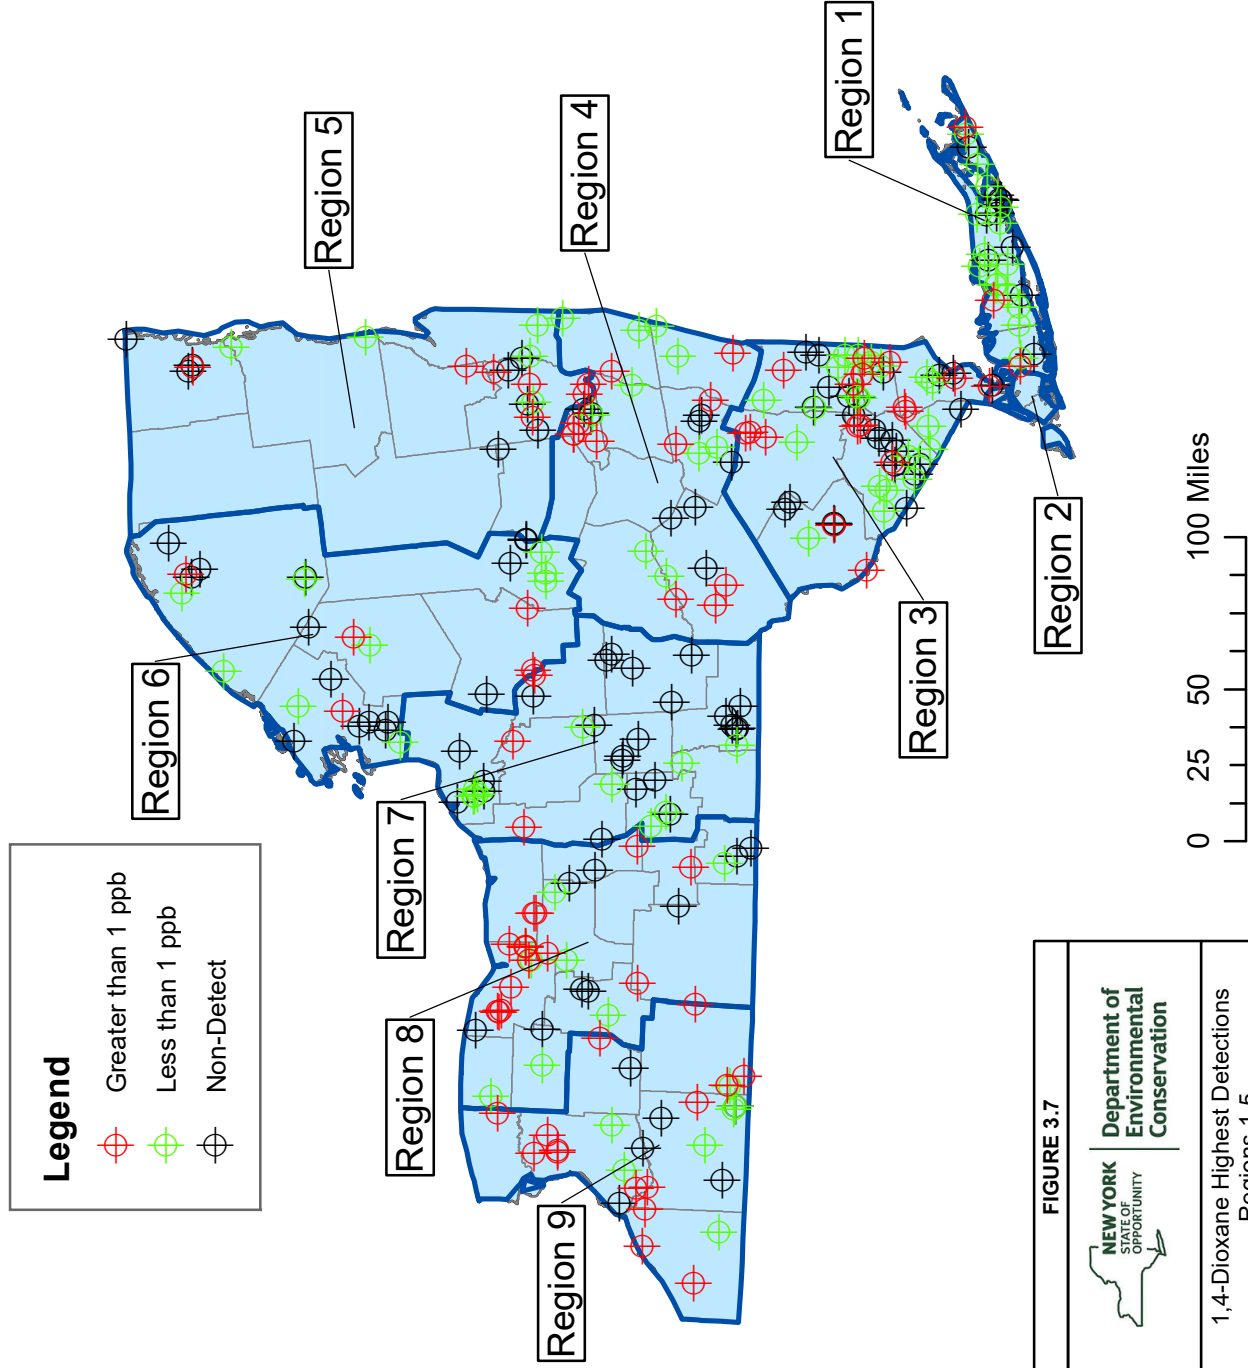 Legend
Greater than 1 ppb
Less than 1 ppb
Non-Detect
Region 1
Region 2
Region 3
Region 4
Region 5
Region 6
Region 7
Region 8
Region 9
0 25 50 100 Miles
FIGURE 3.7
NEW YORK
STATE OF
OPPORTUNITY
Department of
Environmental
Conservation
1,4-Dioxane Highest Detections